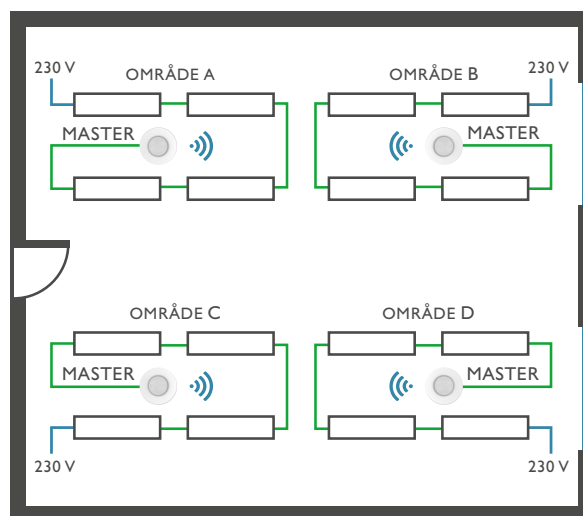 230 V
OMRÅDE A
OMRÅDE B
230 V
MASTER
MASTER
OMRÅDE C
OMRÅDE D
MASTER
MASTER
230 V
230 V